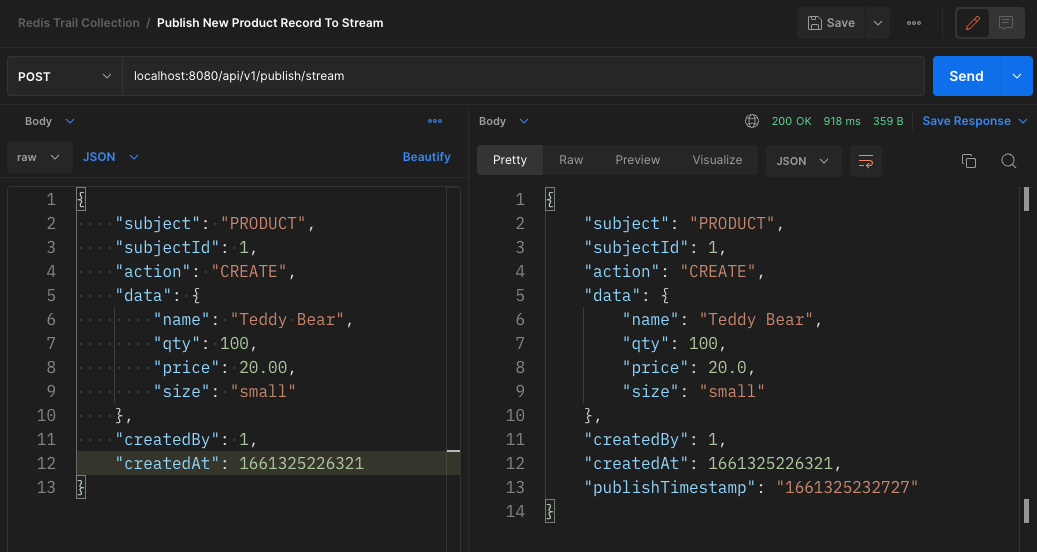 Redis Trail Collection / Publish New Product Record To Stream
Save
POST
localhost:8080/api/v1/publish/stream
Send
Body
raw
JSON
Beautify
1 {
2 "subject": "PRODUCT",
3 "subjectId": 1,
4 "action": "CREATE",
5 "data": {
6 "name": "Teddy Bear",
7 "qty": 100,
8 "price": 20.00,
9 "size": "small"
10 },
11 "createdBy": 1,
12 "createdAt": 1661325226321
13 }
Body
200 OK 918 ms 359 B
Save Response
Pretty Raw Preview Visualize JSON
1 {
2 "subject": "PRODUCT",
3 "subjectId": 1,
4 "action": "CREATE",
5 "data": {
6 "name": "Teddy Bear",
7 "qty": 100,
8 "price": 20.0,
9 "size": "small"
10 },
11 "createdBy": 1,
12 "createdAt": 1661325226321,
13 "publishTimestamp": "1661325232727"
14 }